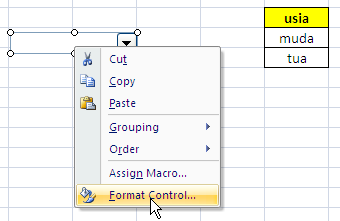 usia
muda
tua
Cut
Copy
Paste
Grouping
Order
Assign Macro...
Format Control...